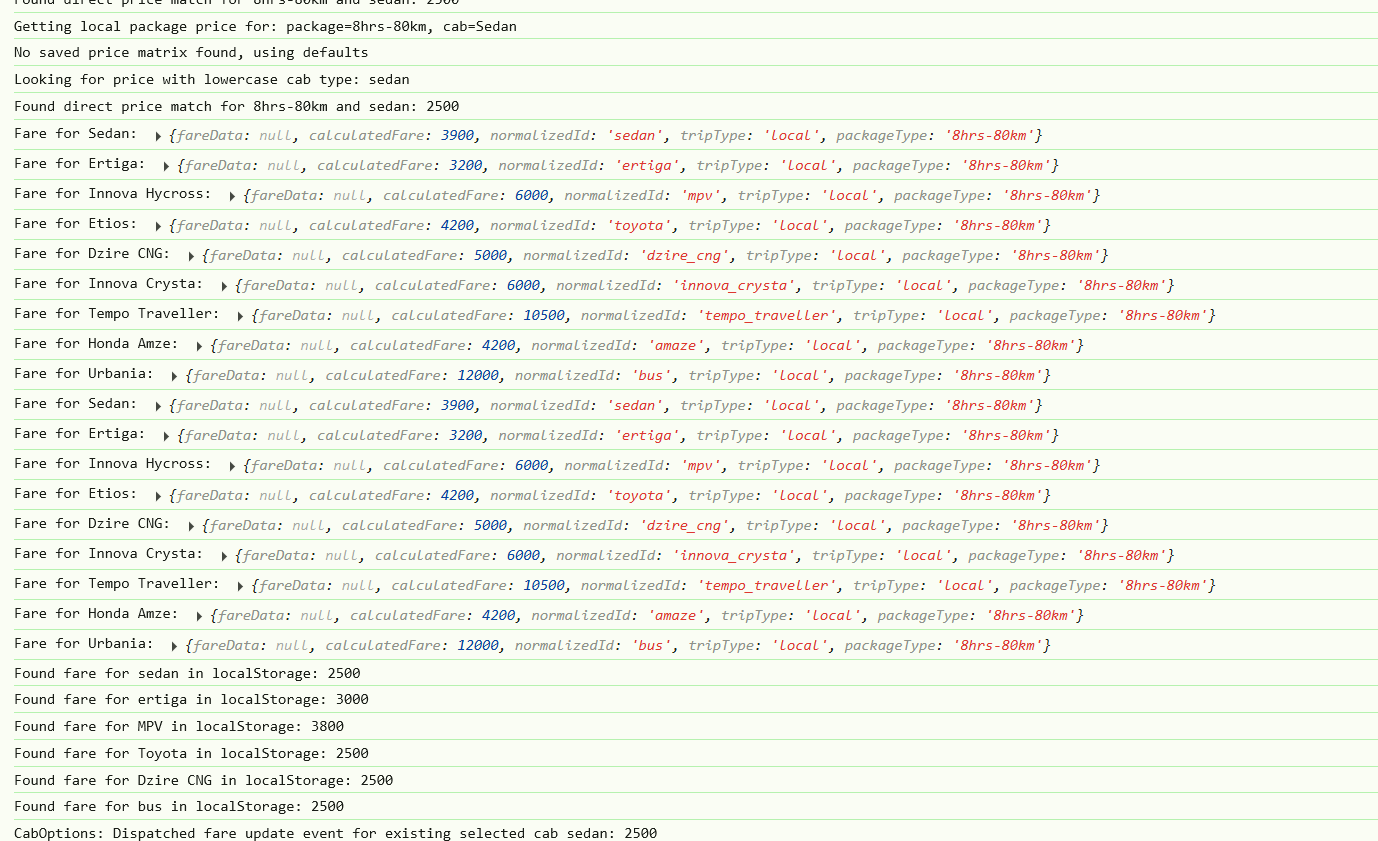 Found direct price match for 8hrs-80km and sedan: 2500
Getting local package price for: package=8hrs-80km, cab=Sedan
No saved price matrix found, using defaults
Looking for price with lowercase cab type: sedan
Found direct price match for 8hrs-80km and sedan: 2500
Fare for Sedan: {fareData: null, calculatedFare: 3900, normalizedId: 'sedan', tripType: 'local', packageType: '8hrs-80km'}
Fare for Ertiga: {fareData: null, calculatedFare: 3200, normalizedId: 'ertiga', tripType: 'local', packageType: '8hrs-80km'}
Fare for Innova Hycross: {fareData: null, calculatedFare: 6000, normalizedId: 'mpv', tripType: 'local', packageType: '8hrs-80km'}
Fare for Etios: {fareData: null, calculatedFare: 4200, normalizedId: 'toyota', tripType: 'local', packageType: '8hrs-80km'}
Fare for Dzire CNG: {fareData: null, calculatedFare: 5000, normalizedId: 'dzire_cng', tripType: 'local', packageType: '8hrs-80km'}
Fare for Innova Crysta: {fareData: null, calculatedFare: 6000, normalizedId: 'innova_crysta', tripType: 'local', packageType: '8hrs-80km'}
Fare for Tempo Traveller: {fareData: null, calculatedFare: 10500, normalizedId: 'tempo_traveller', tripType: 'local', packageType: '8hrs-80km'}
Fare for Honda Amze: {fareData: null, calculatedFare: 4200, normalizedId: 'amaze', tripType: 'local', packageType: '8hrs-80km'}
Fare for Urbania: {fareData: null, calculatedFare: 12000, normalizedId: 'bus', tripType: 'local', packageType: '8hrs-80km'}
Fare for Sedan: {fareData: null, calculatedFare: 3900, normalizedId: 'sedan', tripType: 'local', packageType: '8hrs-80km'}
Fare for Ertiga: {fareData: null, calculatedFare: 3200, normalizedId: 'ertiga', tripType: 'local', packageType: '8hrs-80km'}
Fare for Innova Hycross: {fareData: null, calculatedFare: 6000, normalizedId: 'mpv', tripType: 'local', packageType: '8hrs-80km'}
Fare for Etios: {fareData: null, calculatedFare: 4200, normalizedId: 'toyota', tripType: 'local', packageType: '8hrs-80km'}
Fare for Dzire CNG: {fareData: null, calculatedFare: 5000, normalizedId: 'dzire_cng', tripType: 'local', packageType: '8hrs-80km'}
Fare for Innova Crysta: {fareData: null, calculatedFare: 6000, normalizedId: 'innova_crysta', tripType: 'local', packageType: '8hrs-80km'}
Fare for Tempo Traveller: {fareData: null, calculatedFare: 10500, normalizedId: 'tempo_traveller', tripType: 'local', packageType: '8hrs-80km'}
Fare for Honda Amze: {fareData: null, calculatedFare: 4200, normalizedId: 'amaze', tripType: 'local', packageType: '8hrs-80km'}
Fare for Urbania: {fareData: null, calculatedFare: 12000, normalizedId: 'bus', tripType: 'local', packageType: '8hrs-80km'}
Found fare for sedan in localStorage: 2500
Found fare for ertiga in localStorage: 3000
Found fare for MPV in localStorage: 3800
Found fare for Toyota in localStorage: 2500
Found fare for Dzire CNG in localStorage: 2500
Found fare for bus in localStorage: 2500
CabOptions: Dispatched fare update event for existing selected cab sedan: 2500